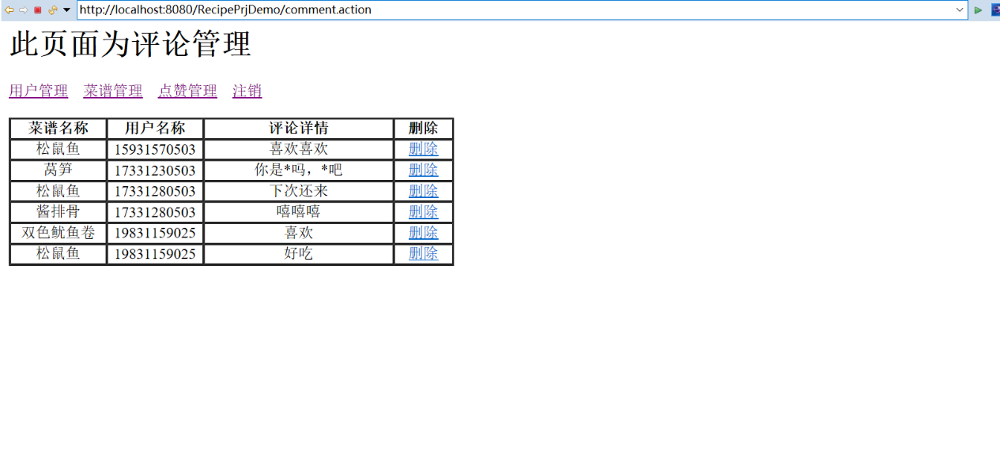 http://localhost:8080/RecipePrjDemo/comment.action
此页面为评论管理
用户管理 菜谱管理 点赞管理 注销
菜谱名称 用户名称 评论详情 删除
松鼠鱼 15931570503 喜欢喜欢 删除
莴笋 17331230503 你是*吗，*吧 删除
松鼠鱼 17331280503 下次还来 删除
酱排骨 17331280503 嘻嘻嘻 删除
双色鱿鱼卷 19831159025 喜欢 删除
松鼠鱼 19831159025 好吃 删除